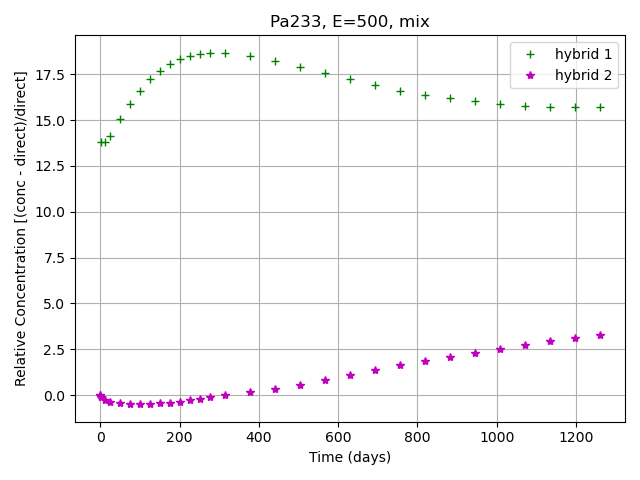 Pa233, E=500, mix
hybrid 1
hybrid 2
Relative Concentration [(conc - direct)/direct]
17.5
15.0
12.5
10.0
7.5
5.0
2.5
0.0
0 200 400 600 800 1000 1200
Time (days)